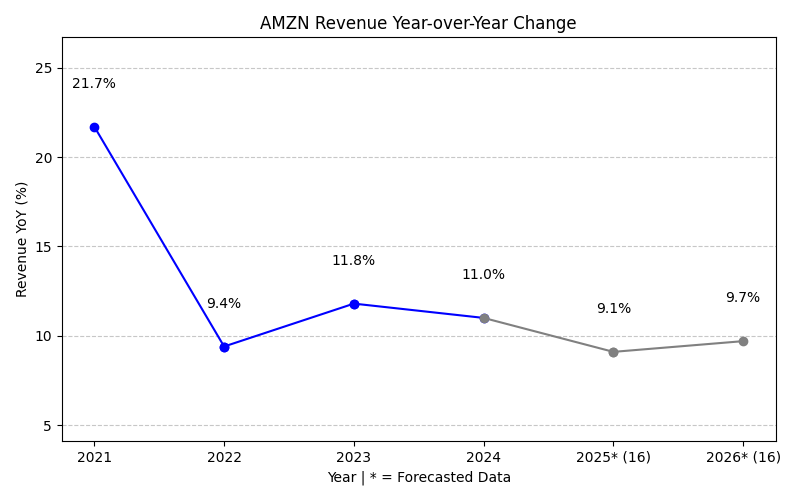 AMZN Revenue Year-over-Year Change
Revenue YoY (%)
25
20
15
10
5
21.7%
9.4%
11.8%
11.0%
9.1%
9.7%
2021 2022 2023 2024 2025* (16) 2026* (16)
Year | * = Forecasted Data